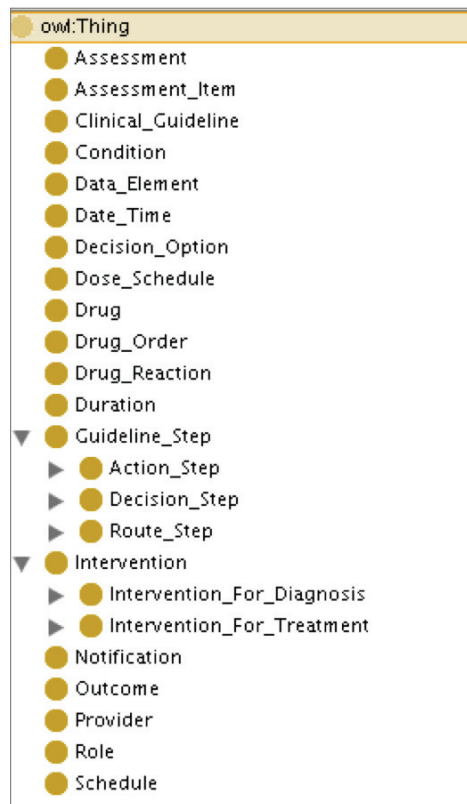 owl:Thing
Assessment
Assessment_Item
Clinical_Guideline
Condition
Data_Element
Date_Time
Decision_Option
Dose_Schedule
Drug
Drug_Order
Drug_Reaction
Duration
Guideline_Step
Action_Step
Decision_Step
Route_Step
Intervention
Intervention_For_Diagnosis
Intervention_For_Treatment
Notification
Outcome
Provider
Role
Schedule